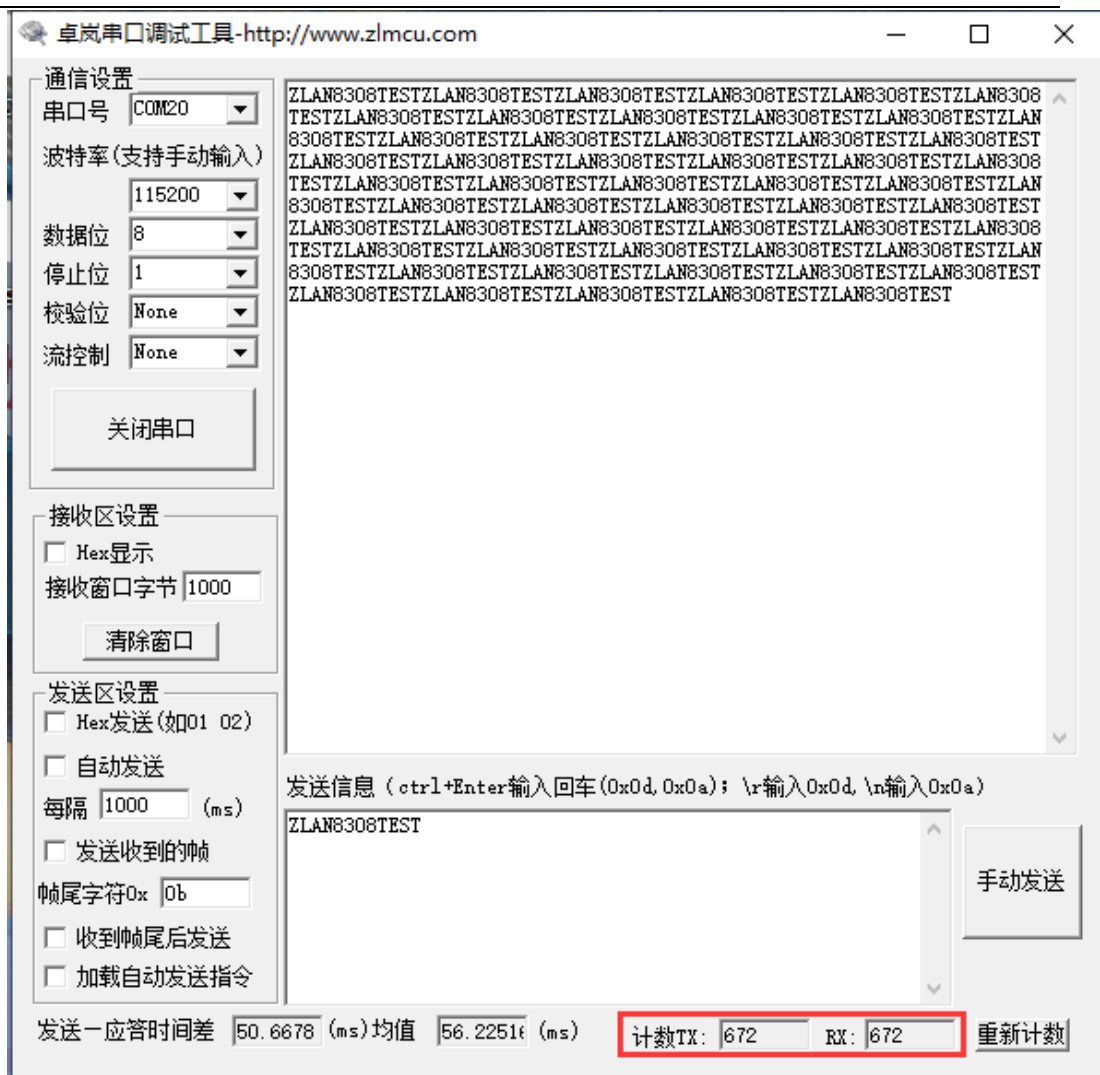 卓岚串口调试工具-http://www.zlmcu.com
通信设置
串口号 COM20
波特率(支持手动输入)
115200
数据位 8
停止位 1
校验位 None
流控制 None
关闭串口
ZLAN8308TESTZLAN8308TESTZLAN8308TESTZLAN8308TESTZLAN8308TESTZLAN8308
TESTZLAN8308TESTZLAN8308TESTZLAN8308TESTZLAN8308TESTZLAN8308TESTZLAN
8308TESTZLAN8308TESTZLAN8308TESTZLAN8308TESTZLAN8308TESTZLAN8308TEST
ZLAN8308TESTZLAN8308TESTZLAN8308TESTZLAN8308TESTZLAN8308TESTZLAN8308
TESTZLAN8308TESTZLAN8308TESTZLAN8308TESTZLAN8308TESTZLAN8308TESTZLAN
8308TESTZLAN8308TESTZLAN8308TESTZLAN8308TESTZLAN8308TESTZLAN8308TEST
ZLAN8308TESTZLAN8308TESTZLAN8308TESTZLAN8308TESTZLAN8308TESTZLAN8308
TESTZLAN8308TESTZLAN8308TESTZLAN8308TESTZLAN8308TESTZLAN8308TESTZLAN
8308TESTZLAN8308TESTZLAN8308TESTZLAN8308TESTZLAN8308TESTZLAN8308TEST
ZLAN8308TESTZLAN8308TESTZLAN8308TESTZLAN8308TESTZLAN8308TEST
接收区设置
Hex显示
接收窗口字节 1000
清除窗口
发送区设置
Hex发送(如01 02)
自动发送
每隔 1000 (ms)
发送收到的帧
帧尾字符0x 0b
收到帧尾后发送
加载自动发送指令
发送信息（ctrl+Enter输入回车(0x0d,0x0a)；\r输入0x0d,\n输入0x0a）
ZLAN8308TEST
手动发送
发送一应答时间差 50.6678 (ms)均值 56.2251 (ms) 计数TX: 672 RX: 672 重新计数